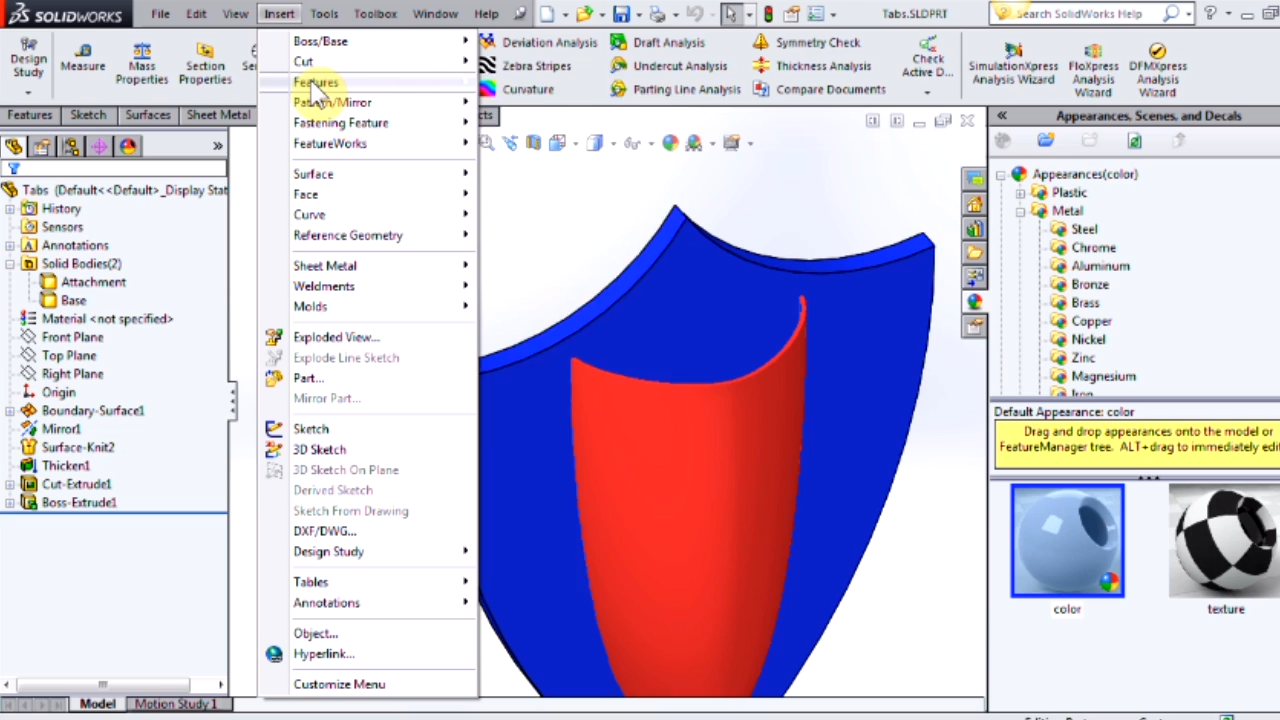 SOLIDWORKS File Edit View Insert Tools Toolbox Window Help Tabs.SLDPRT Search SolidWorks Help
Design Study
Measure
Mass Properties
Section Properties
Deviation Analysis
Zebra Stripes
Curvature
Draft Analysis
Undercut Analysis
Parting Line Analysis
Symmetry Check
Thickness Analysis
Compare Documents
Check Active D...
SimulationXpress Analysis Wizard
FloXpress Analysis Wizard
DFMXpress Analysis Wizard
Features Sketch Surfaces Sheet Metal
Tabs (Default<<Default>_Display Stat
History
Sensors
Annotations
Solid Bodies(2)
Attachment
Base
Material <not specified>
Front Plane
Top Plane
Right Plane
Origin
Boundary-Surface1
Mirror1
Surface-Knit2
Thicken1
Cut-Extrude1
Boss-Extrude1
Boss/Base
Cut
Features
Pattern/Mirror
Fastening Feature
FeatureWorks
Surface
Face
Curve
Reference Geometry
Sheet Metal
Weldments
Molds
Exploded View...
Explode Line Sketch
Part...
Mirror Part...
Sketch
3D Sketch
3D Sketch On Plane
Derived Sketch
Sketch From Drawing
DXF/DWG...
Design Study
Tables
Annotations
Object...
Hyperlink...
Customize Menu
Appearances, Scenes, and Decals
Appearances(color)
Plastic
Metal
Steel
Chrome
Aluminum
Bronze
Brass
Copper
Nickel
Zinc
Magnesium
Iron
Default Appearance: color
Drag and drop appearances onto the model or
FeatureManager tree. ALT+drag to immediately edi
color
texture
Model Motion Study 1